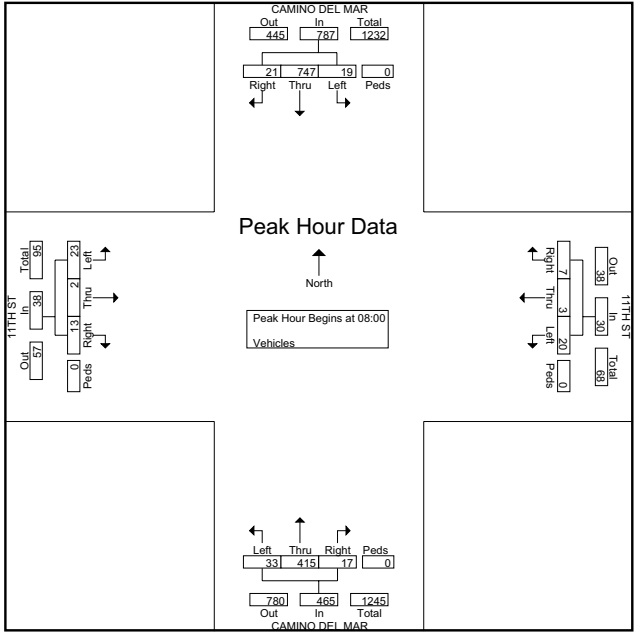 CAMINO DEL MAR
Out In Total
445 787 1232
21 747 19 0
Right Thru Left Peds
Peak Hour Data
North
Peak Hour Begins at 08:00
Vehicles
11TH ST
Total In Out
95 38 57
23 2 13 0
Left Thru Right Peds
11TH ST
Out In Total
38 30 68
7 3 20 0
Right Thru Left Peds
Left Thru Right Peds
33 415 17 0
780 465 1245
Out In Total
CAMINO DEL MAR